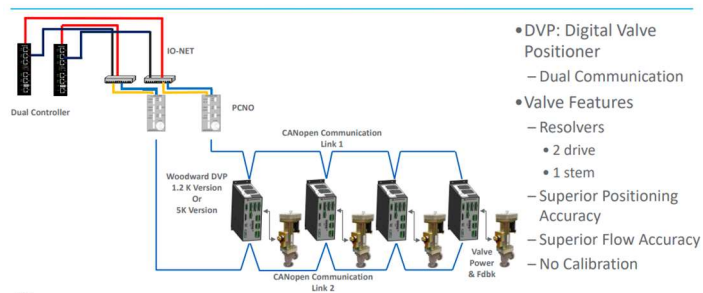 IO-NET
Dual Controller
PCNO
CANopen Communication
Link 1
Woodward DVP
1.2 K Version
Or
5K Version
Valve
Power
& Fdbk
CANopen Communication
Link 2
•DVP: Digital Valve
Positioner
– Dual Communication
•Valve Features
– Resolvers
• 2 drive
• 1 stem
– Superior Positioning
Accuracy
– Superior Flow Accuracy
– No Calibration